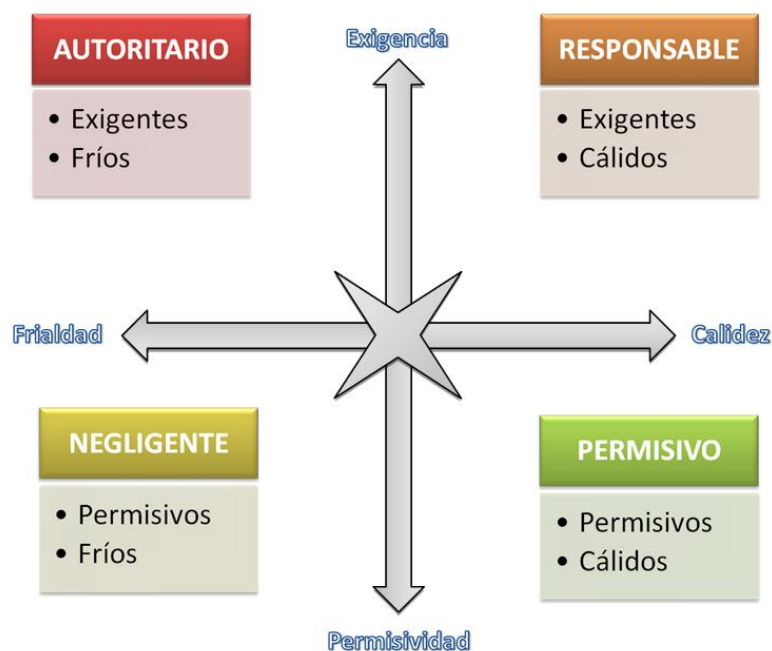 AUTORITARIO
• Exigentes
• Fríos
Exigencia
RESPONSABLE
• Exigentes
• Cálidos
Frialdad
Calidez
NEGLIGENTE
• Permisivos
• Fríos
PERMISIVO
• Permisivos
• Cálidos
Permisividad